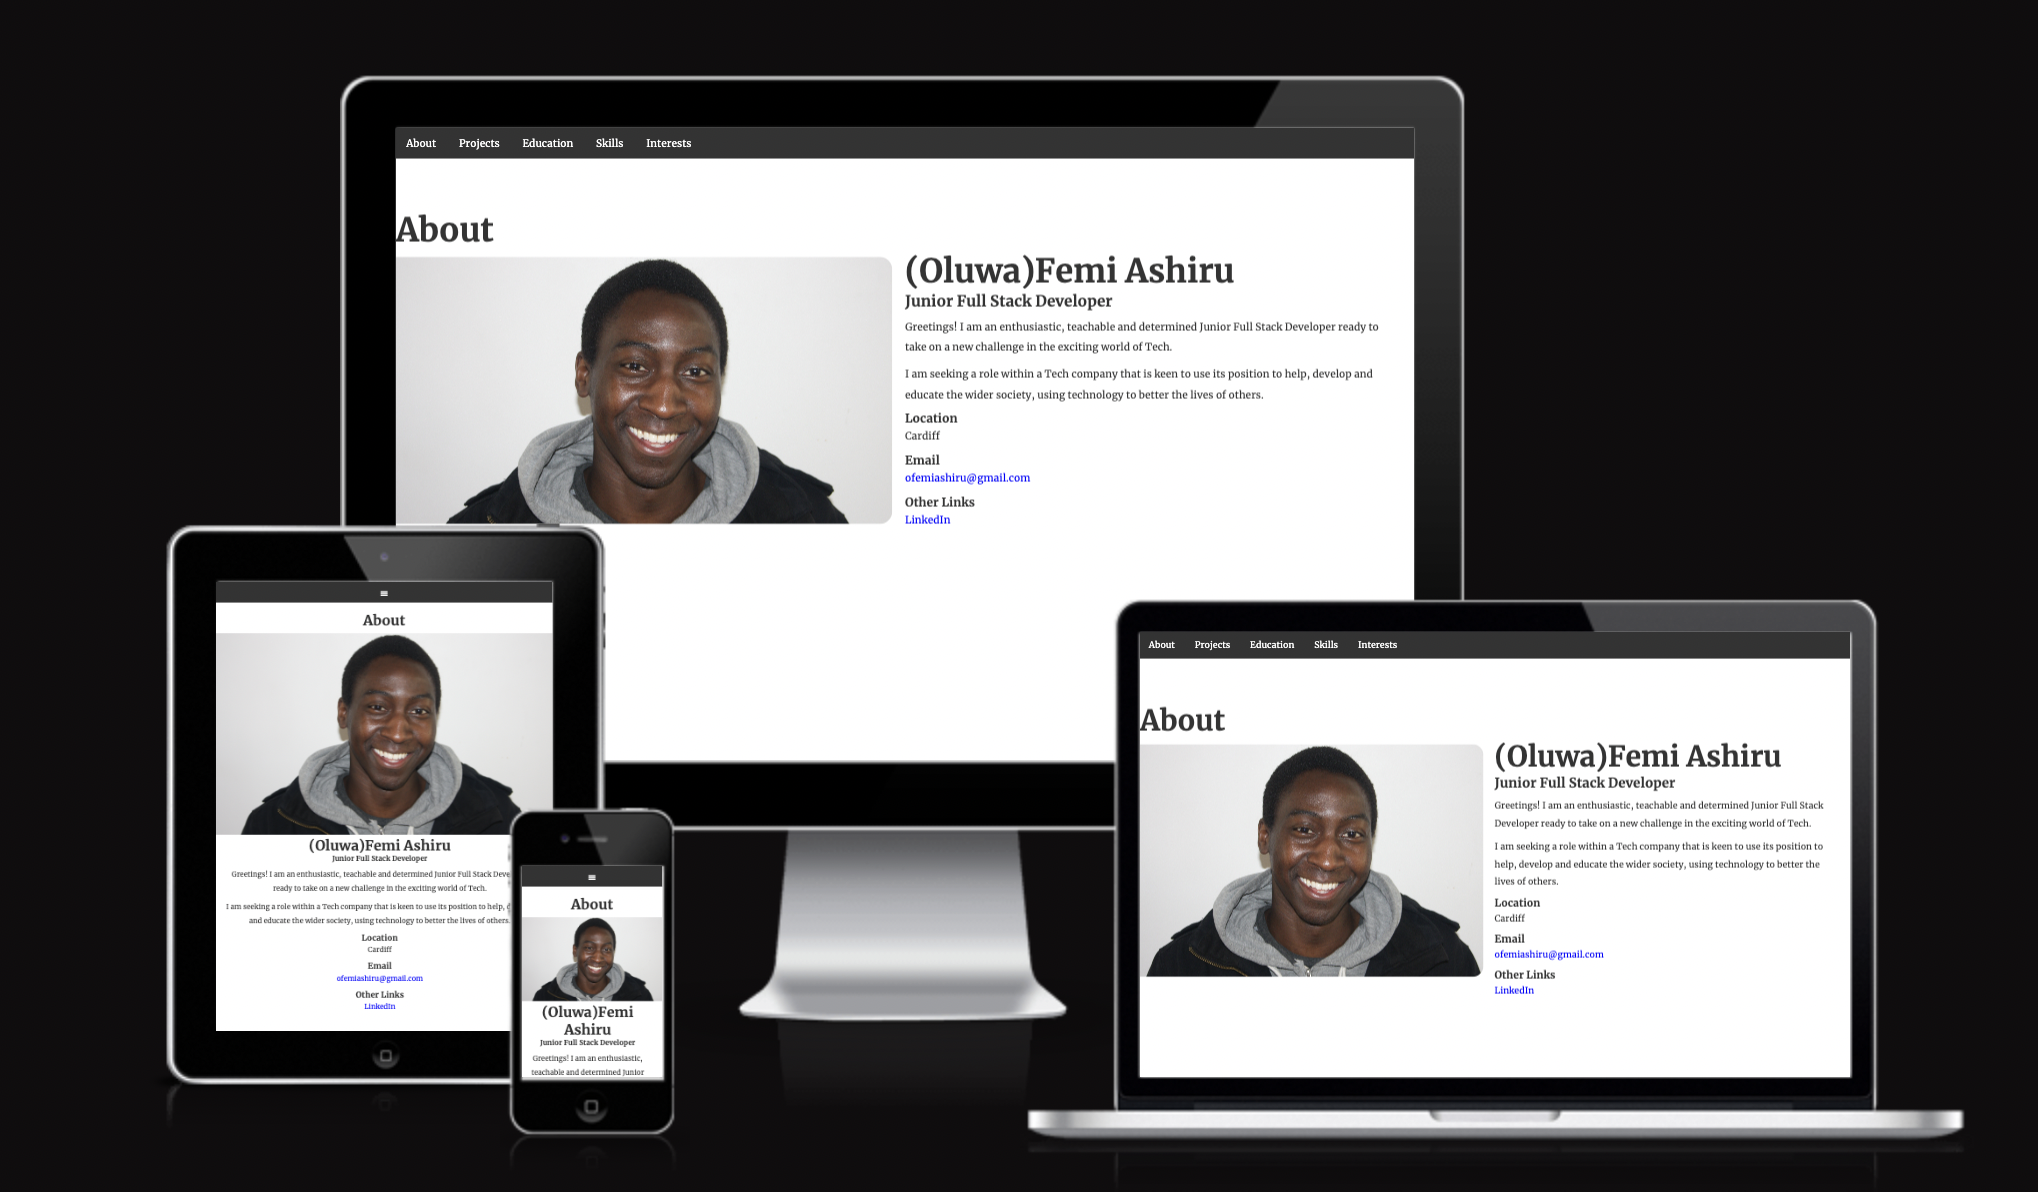 About Projects Education Skills Interests
About
(Oluwa)Femi Ashiru
Junior Full Stack Developer
Greetings! I am an enthusiastic, teachable and determined Junior Full Stack Developer ready to
take on a new challenge in the exciting world of Tech.
I am seeking a role within a Tech company that is keen to use its position to help, develop and
educate the wider society, using technology to better the lives of others.
Location
Cardiff
Email
ofemiashiru@gmail.com
Other Links
LinkedIn
About
(Oluwa)Femi Ashiru
Junior Full Stack Developer
Greetings! I am an enthusiastic, teachable and determined Junior Full Stack Deve
ready to take on a new challenge in the exciting world of Tech.
I am seeking a role within a Tech company that is keen to use its position to help,
and educate the wider society, using technology to better the lives of others.
Location
Cardiff
Email
ofemiashiru@gmail.com
Other Links
LinkedIn
About
(Oluwa)Femi
Ashiru
Junior Full Stack Developer
Greetings! I am an enthusiastic,
teachable and determined Junior
About Projects Education Skills Interests
About
(Oluwa)Femi Ashiru
Junior Full Stack Developer
Greetings! I am an enthusiastic, teachable and determined Junior Full Stack
Developer ready to take on a new challenge in the exciting world of Tech.
I am seeking a role within a Tech company that is keen to use its position to
help, develop and educate the wider society, using technology to better the
lives of others.
Location
Cardiff
Email
ofemiashiru@gmail.com
Other Links
LinkedIn